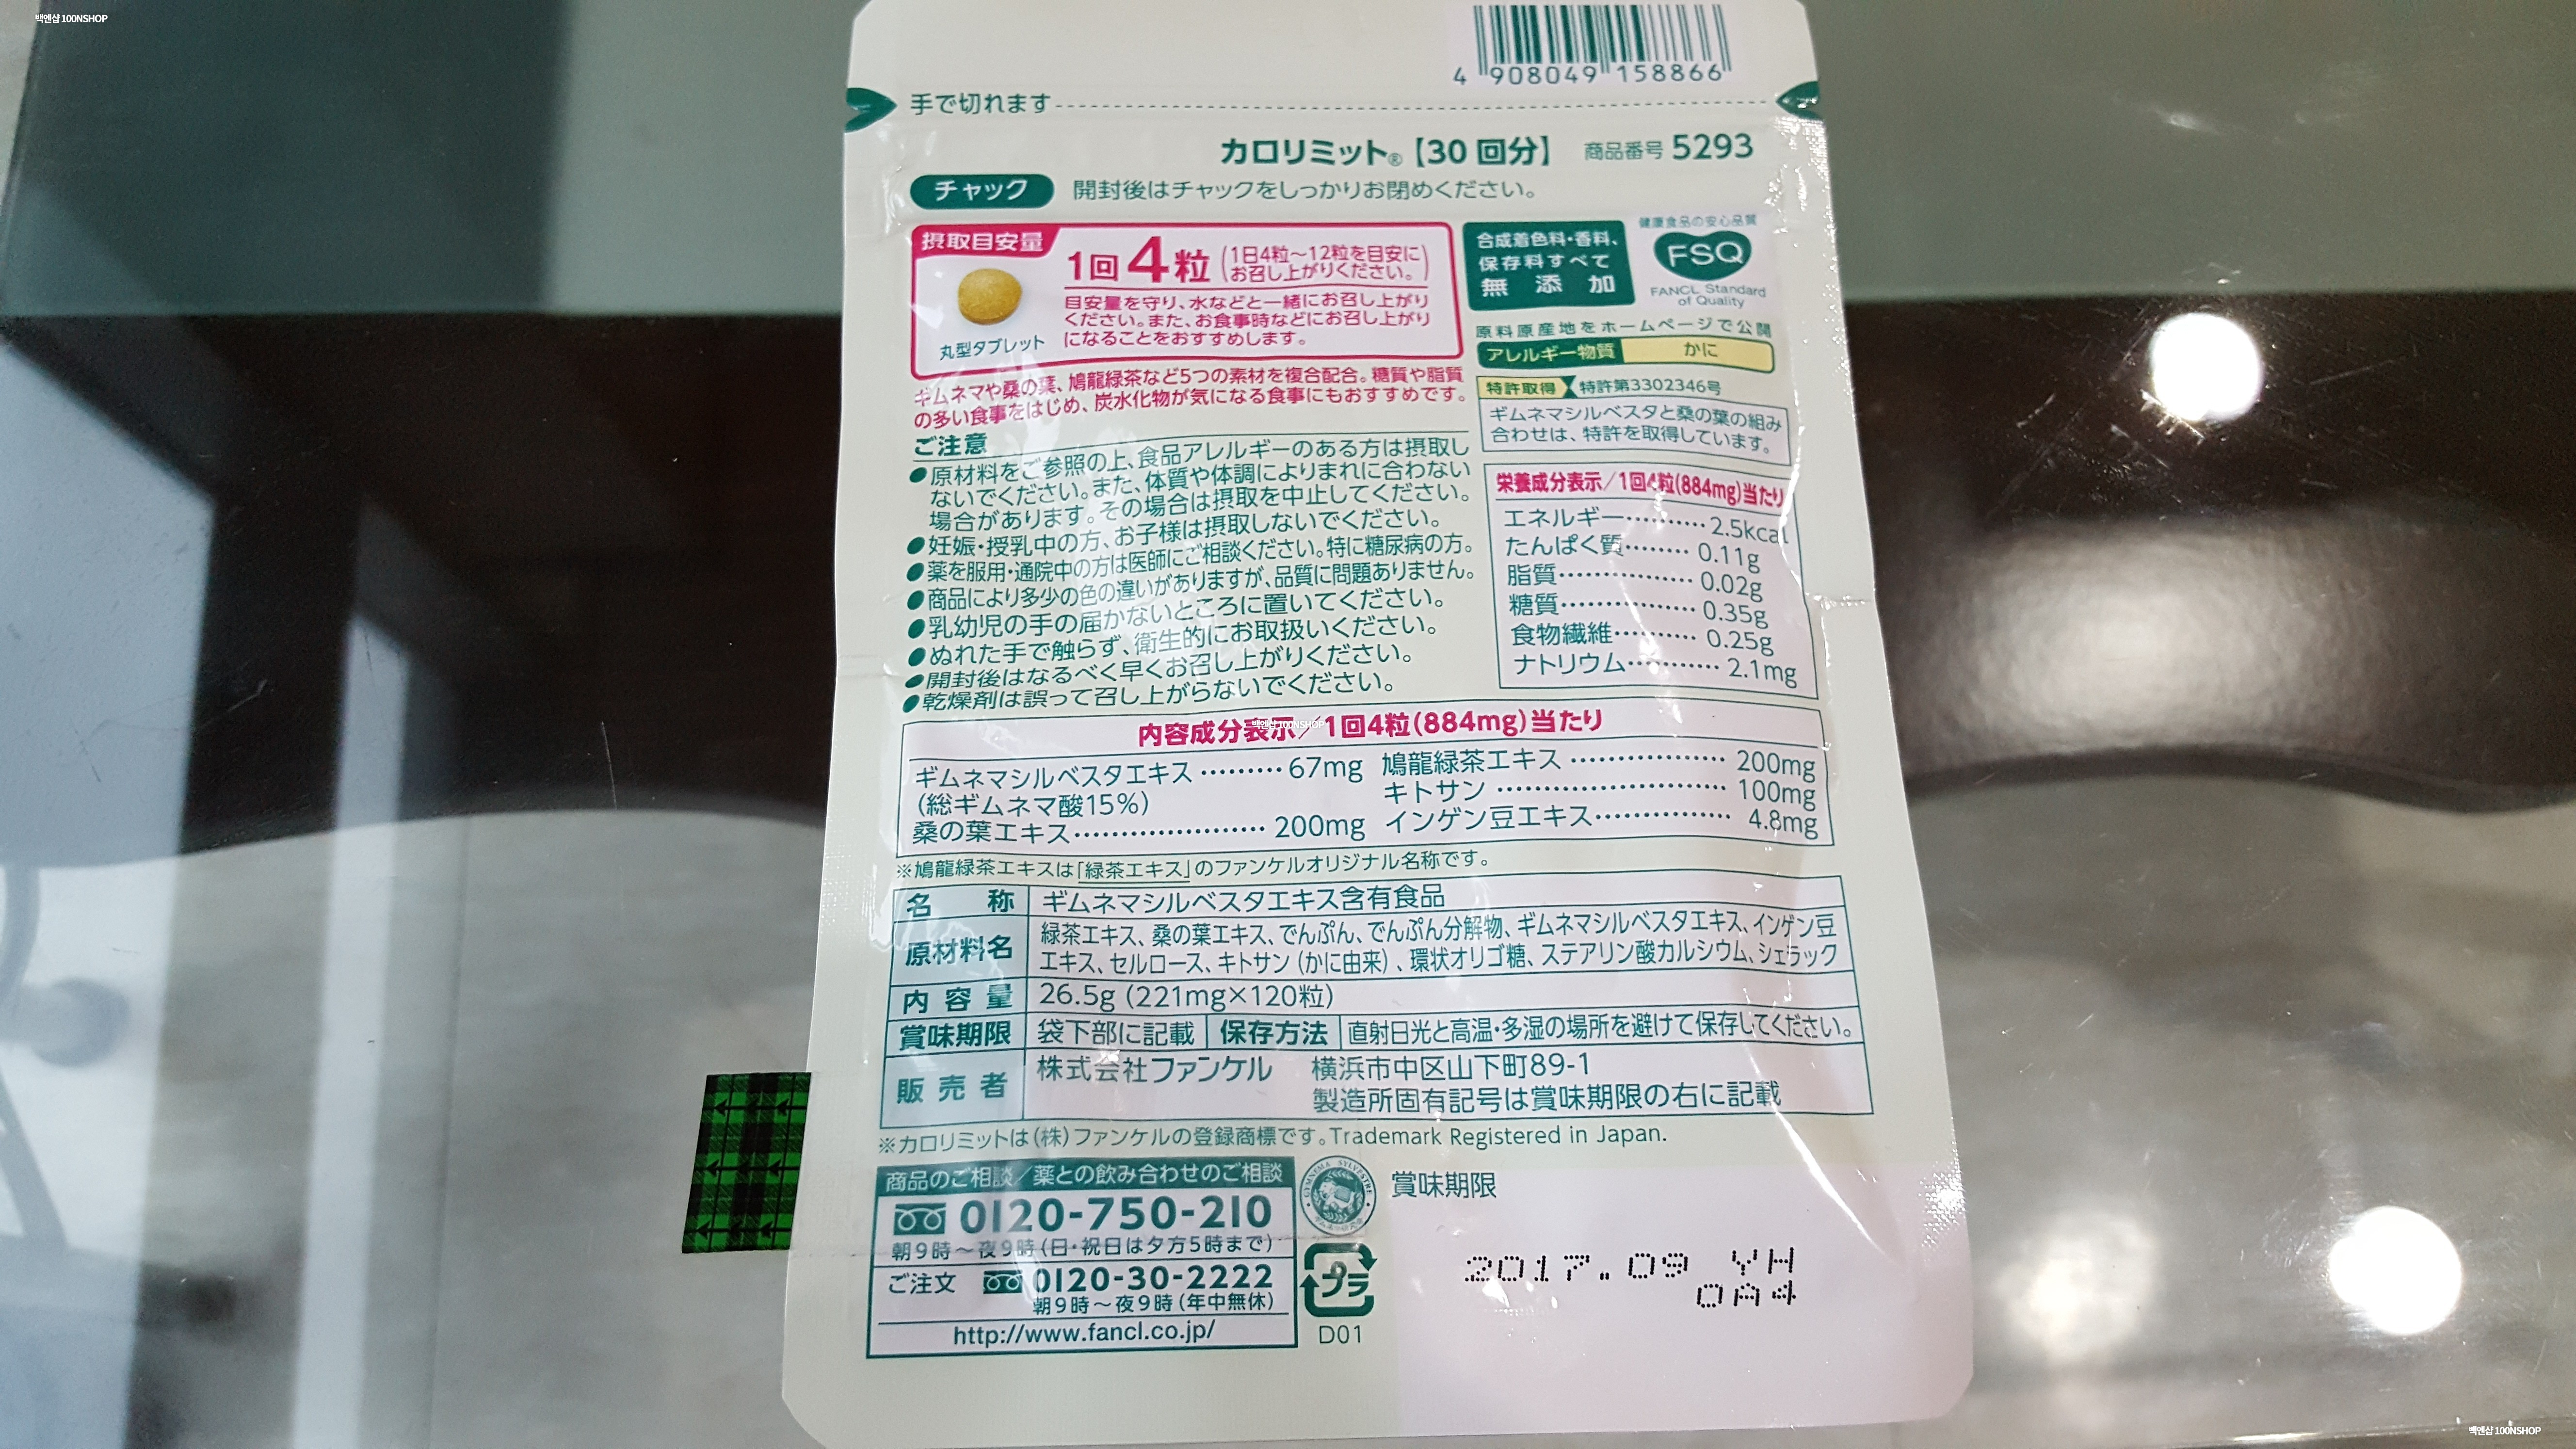 백엔샵 100NSHOP
4 908049 158866
手で切れます
カロリミット®【30 回分】 商品番号 5293
チャック 開封後はチャックをしっかりお閉めください。
摂取目安量
1回4粒 (1日4粒～12粒を目安に
お召し上がりください。)
目安量を守り、水などと一緒にお召し上がり
ください。また、お食事時などにお召し上がり
になることをおすすめします。
丸型タブレット
合成着色料・香料、
保存料すべて
無添加
健康食品の安心品質
FSQ
FANCL Standard
of Quality
原料原産地をホームページで公開
アレルギー物質 かに
特許取得 特許第3302346号
ギムネマシルベスタと桑の葉の組み
合わせは、特許を取得しています。
ギムネマや桑の葉、鳩龍緑茶など5つの素材を複合配合。糖質や脂質
の多い食事をはじめ、炭水化物が気になる食事にもおすすめです。
ご注意
●原材料をご参照の上、食品アレルギーのある方は摂取し
ないでください。また、体質や体調によりまれに合わない
場合があります。その場合は摂取を中止してください。
●妊娠・授乳中の方、お子様は摂取しないでください。
●薬を服用・通院中の方は医師にご相談ください。特に糖尿病の方。
●商品により多少の色の違いがありますが、品質に問題ありません。
●乳幼児の手の届かないところに置いてください。
●ぬれた手で触らず、衛生的にお取扱いください。
●開封後はなるべく早くお召し上がりください。
●乾燥剤は誤って召し上がらないでください。
栄養成分表示／1回4粒(884mg)当たり
エネルギー………2.5kcal
たんぱく質………0.11g
脂質………0.02g
糖質………0.35g
食物繊維………0.25g
ナトリウム………2.1mg
内容成分表示／1回4粒(884mg)当たり
백엔샵 100NSHOP
ギムネマシルベスタエキス………67mg
(総ギムネマ酸15%)
桑の葉エキス………200mg
鳩龍緑茶エキス………200mg
キトサン………100mg
インゲン豆エキス………4.8mg
※鳩龍緑茶エキスは「緑茶エキス」のファンケルオリジナル名称です。
名称 ギムネマシルベスタエキス含有食品
原材料名 緑茶エキス、桑の葉エキス、でんぷん、でんぷん分解物、ギムネマシルベスタエキス、インゲン豆
エキス、セルロース、キトサン（かに由来）、環状オリゴ糖、ステアリン酸カルシウム、シェラック
内容量 26.5g (221mg×120粒)
賞味期限 袋下部に記載 保存方法 直射日光と高温・多湿の場所を避けて保存してください。
販売者 株式会社ファンケル 横浜市中区山下町89-1
製造所固有記号は賞味期限の右に記載
※カロリミットは(株)ファンケルの登録商標です。Trademark Registered in Japan.
商品のご相談／薬との飲み合わせのご相談
0120-750-210
朝9時～夜9時(日・祝日は夕方5時まで)
ご注文 0120-30-2222
朝9時～夜9時(年中無休)
http://www.fancl.co.jp/
GYMNEMA SYLVESTRE
プラ
D01
賞味期限
2017.09 YH
0A4
백엔샵 100NSHOP